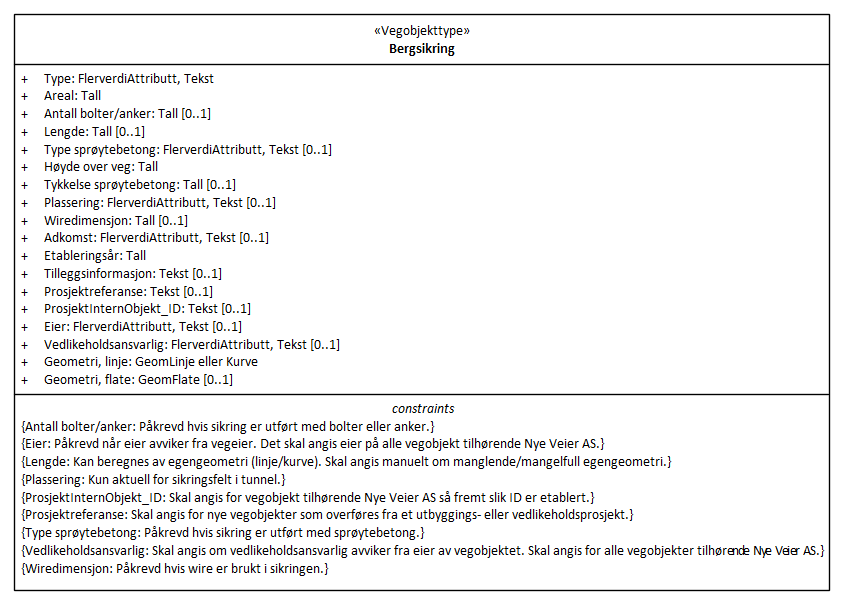 «Vegobjekttype»
Bergsikring
+ Type: FlerverdiAttributt, Tekst
+ Areal: Tall
+ Antall bolter/anker: Tall [0..1]
+ Lengde: Tall [0..1]
+ Type sprøytebetong: FlerverdiAttributt, Tekst [0..1]
+ Høyde over veg: Tall
+ Tykkelse sprøytebetong: Tall [0..1]
+ Plassering: FlerverdiAttributt, Tekst [0..1]
+ Wiredimensjon: Tall [0..1]
+ Adkomst: FlerverdiAttributt, Tekst [0..1]
+ Etableringsår: Tall
+ Tilleggsinformasjon: Tekst [0..1]
+ Prosjektreferanse: Tekst [0..1]
+ ProsjektInternObjekt_ID: Tekst [0..1]
+ Eier: FlerverdiAttributt, Tekst [0..1]
+ Vedlikeholdsansvarlig: FlerverdiAttributt, Tekst [0..1]
+ Geometri, linje: GeomLinje eller Kurve
+ Geometri, flate: GeomFlate [0..1]
constraints
{Antall bolter/anker: Påkrevd hvis sikring er utført med bolter eller anker.}
{Eier: Påkrevd når eier avviker fra vegeier. Det skal angis eier på alle vegobjekt tilhørende Nye Veier AS.}
{Lengde: Kan beregnes av egengeometri (linje/kurve). Skal angis manuelt om manglende/mangelfull egengeometri.}
{Plassering: Kun aktuell for sikringsfelt i tunnel.}
{ProsjektInternObjekt_ID: Skal angis for vegobjekt tilhørende Nye Veier AS så fremt slik ID er etablert.}
{Prosjektreferanse: Skal angis for nye vegobjekter som overføres fra et utbyggings- eller vedlikeholdsprosjekt.}
{Type sprøytebetong: Påkrevd hvis sikring er utført med sprøytebetong.}
{Vedlikeholdsansvarlig: Skal angis om vedlikeholdsansvarlig avviker fra eier av vegobjektet. Skal angis for alle vegobjekter tilhørende Nye Veier AS.}
{Wiredimensjon: Påkrevd hvis wire er brukt i sikringen.}